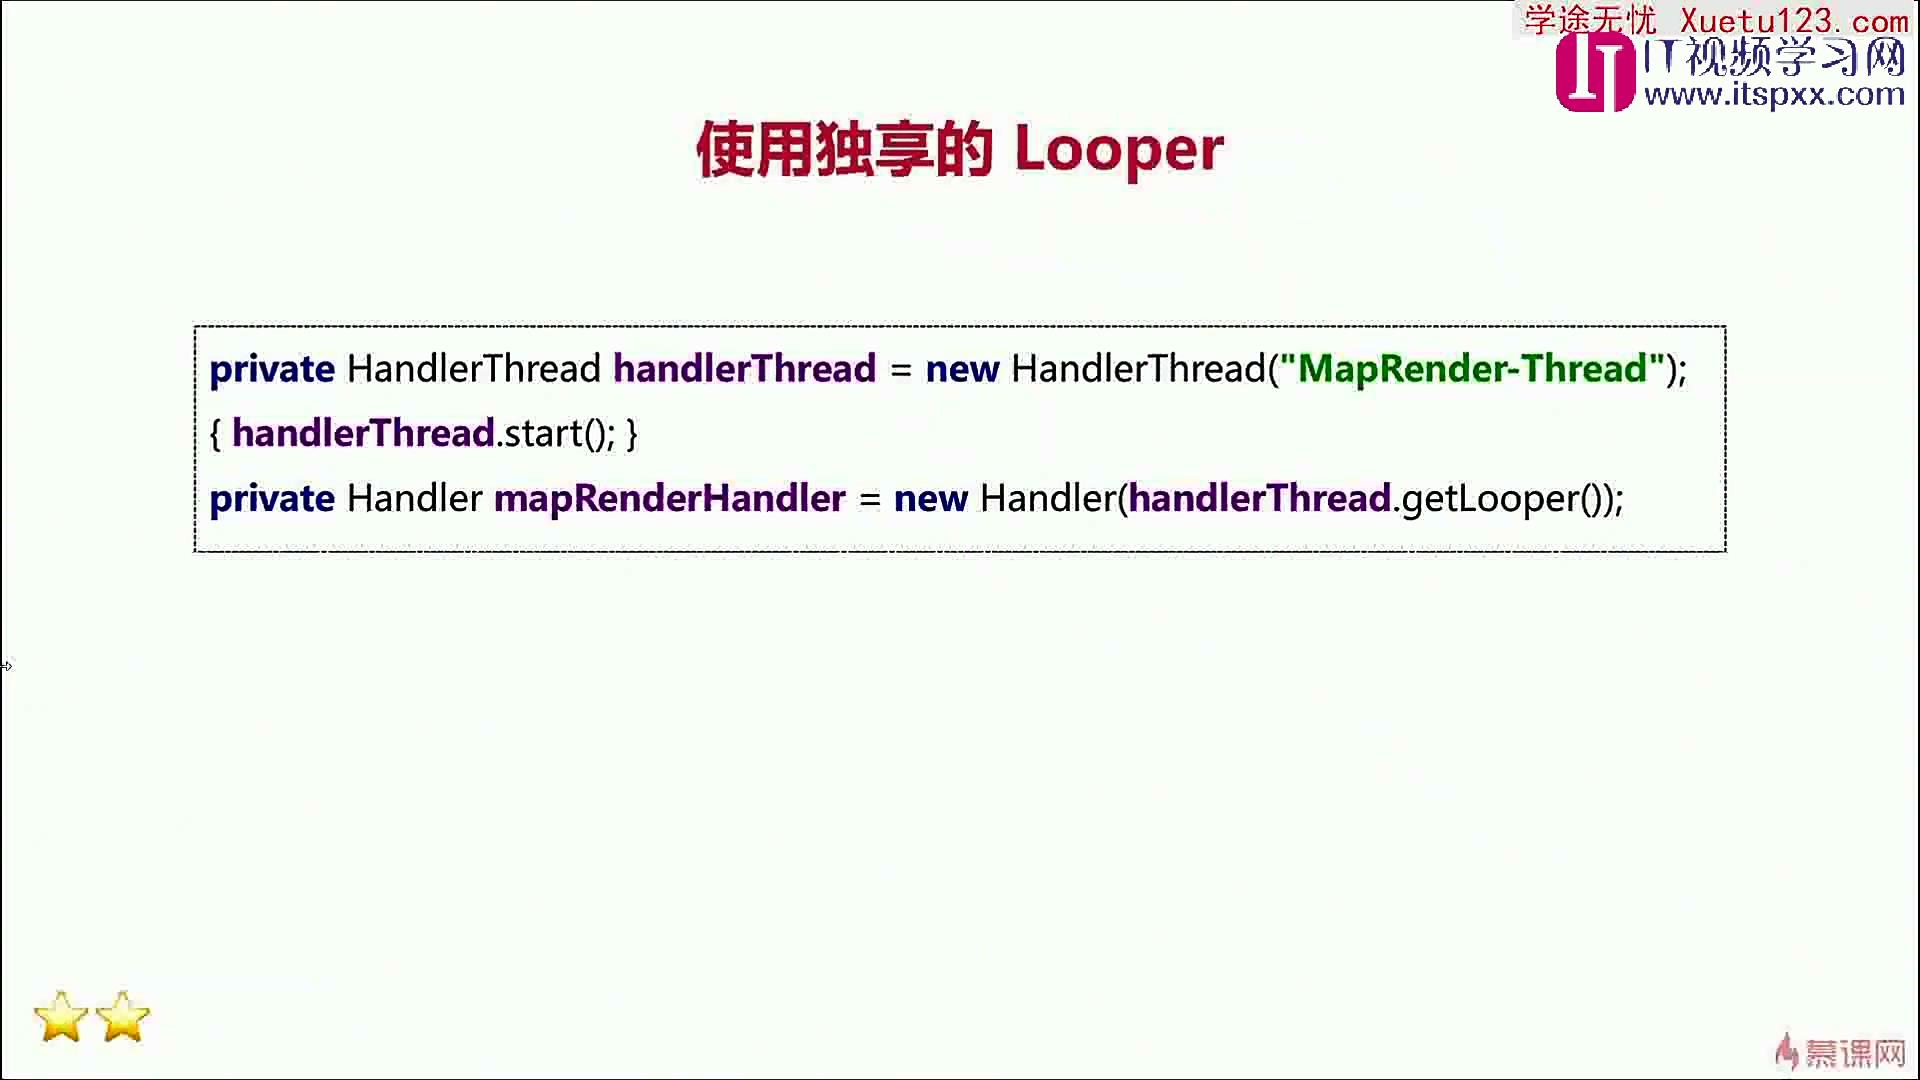 学途无忧 Xuetu123.com
IT视频学习网
www.itspxx.com
使用独享的 Looper
private HandlerThread handlerThread = new HandlerThread("MapRender-Thread");
{ handlerThread.start(); }
private Handler mapRenderHandler = new Handler(handlerThread.getLooper());
慕课网